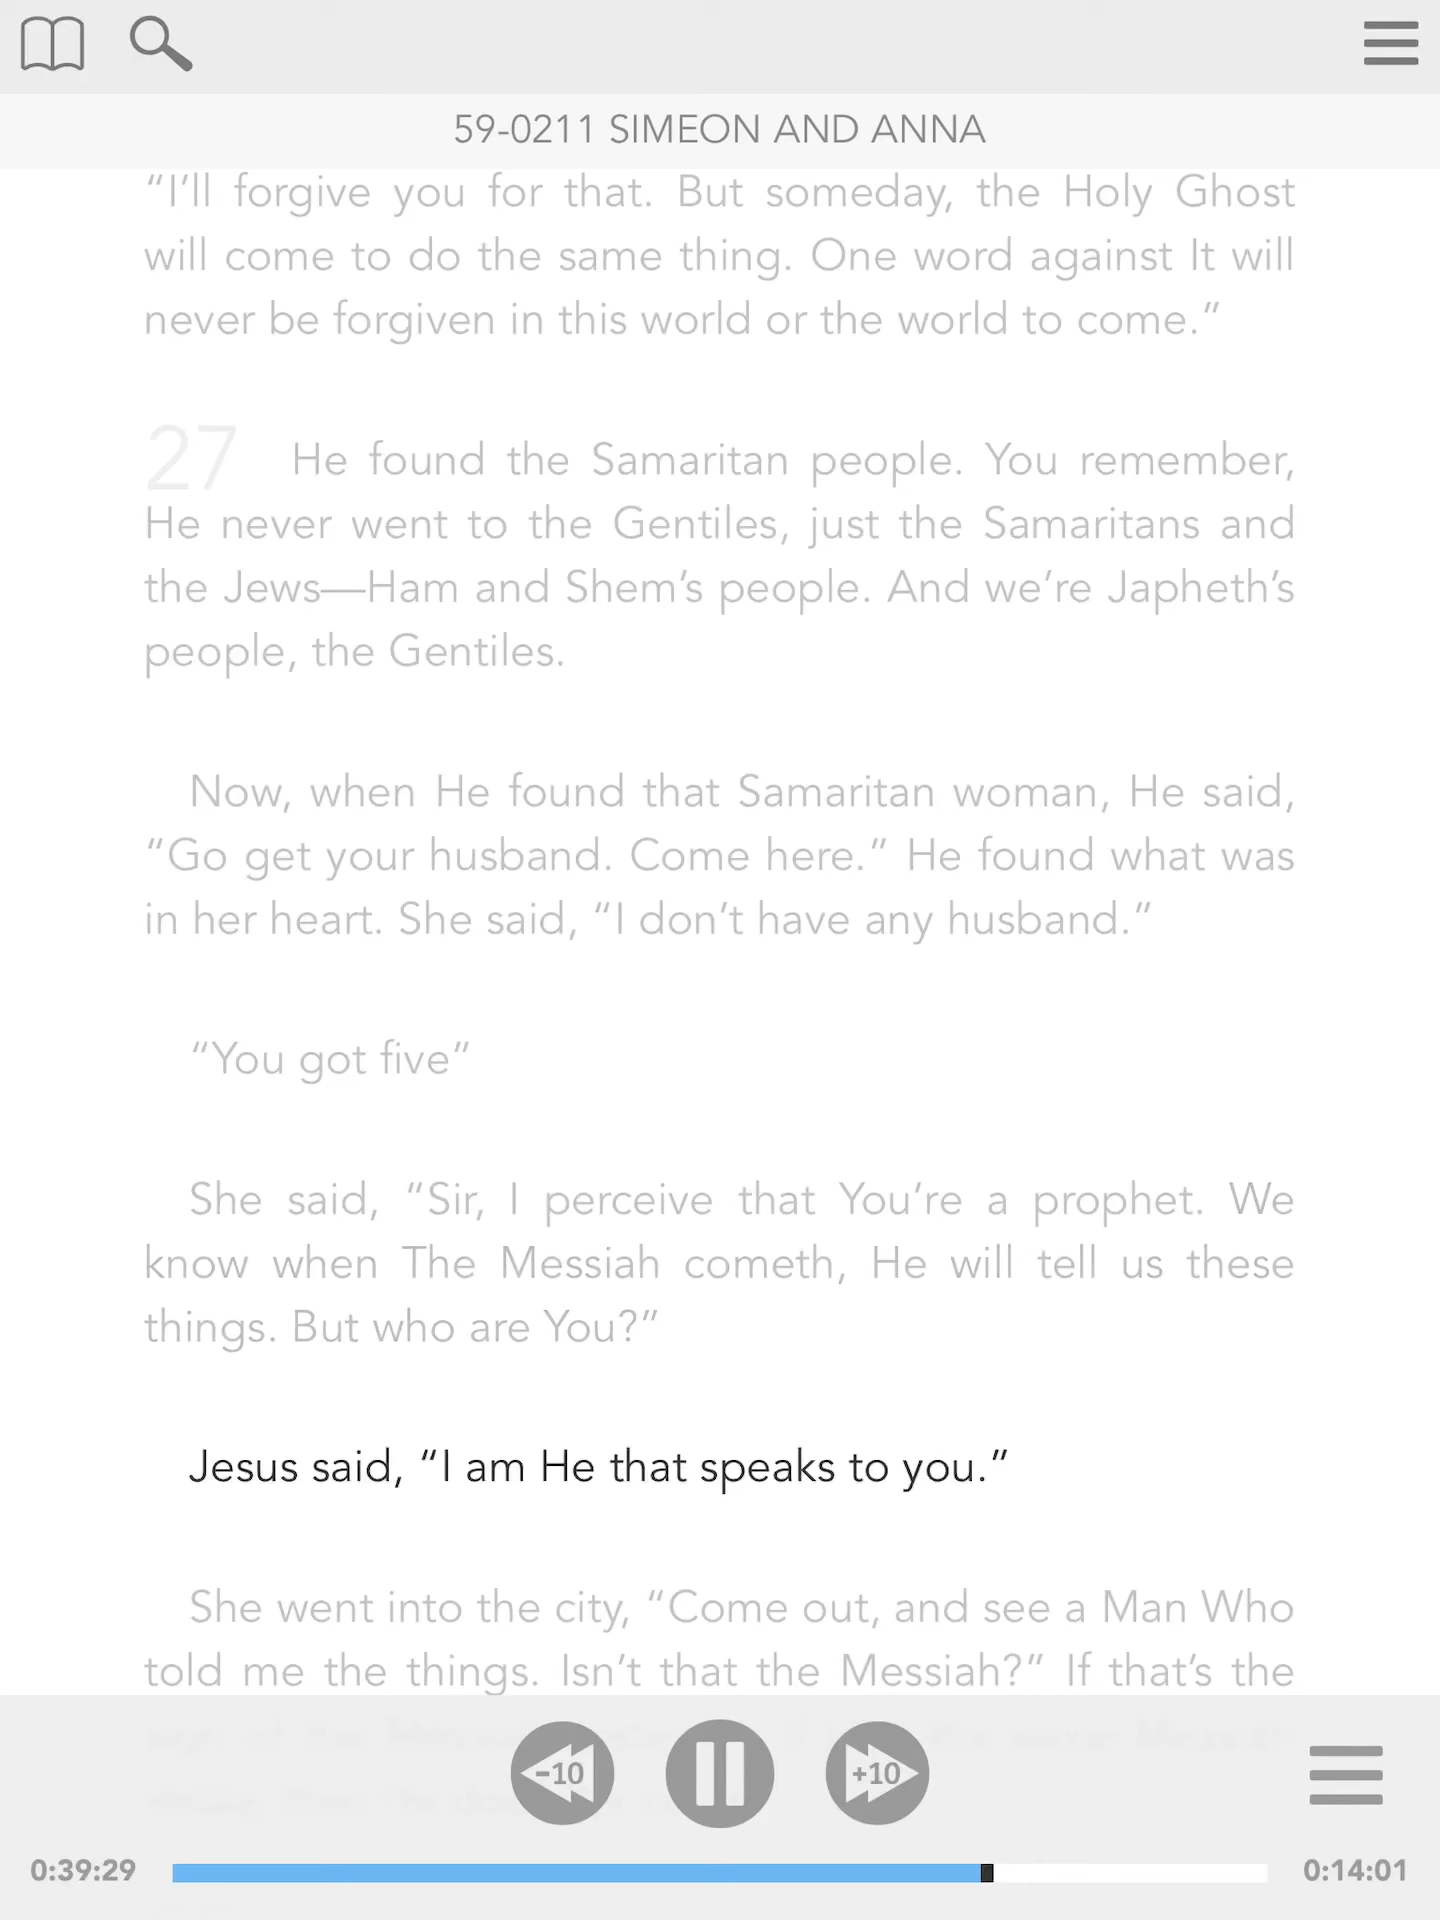 59-0211 SIMEON AND ANNA
“I’ll forgive you for that. But someday, the Holy Ghost
will come to do the same thing. One word against It will
never be forgiven in this world or the world to come.”
27 He found the Samaritan people. You remember,
He never went to the Gentiles, just the Samaritans and
the Jews—Ham and Shem’s people. And we’re Japheth’s
people, the Gentiles.
Now, when He found that Samaritan woman, He said,
“Go get your husband. Come here.” He found what was
in her heart. She said, “I don’t have any husband.”
“You got five”
She said, “Sir, I perceive that You’re a prophet. We
know when The Messiah cometh, He will tell us these
things. But who are You?”
Jesus said, “I am He that speaks to you.”
She went into the city, “Come out, and see a Man Who
told me the things. Isn’t that the Messiah?” If that’s the
-10 +10
0:39:29 0:14:01